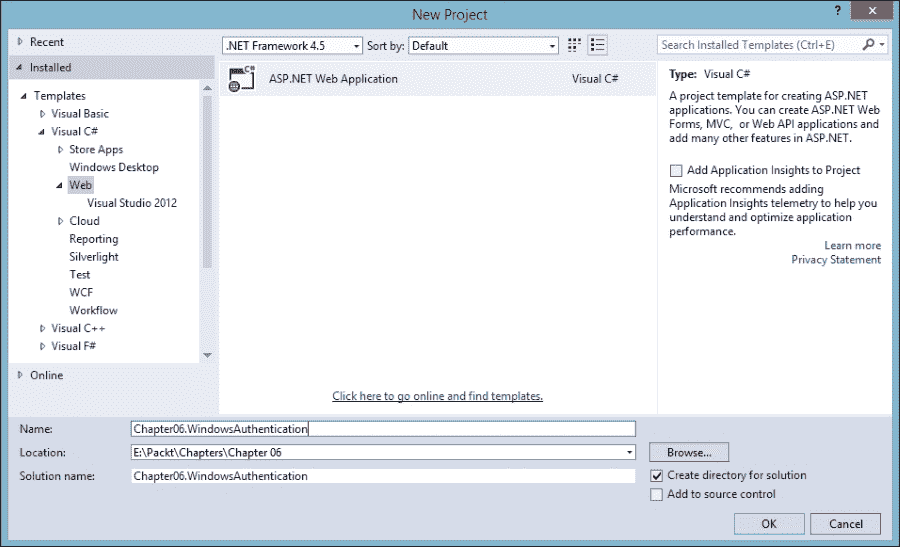 New Project
?
x
Recent
Installed
Templates
Visual Basic
Visual C#
Store Apps
Windows Desktop
Web
Visual Studio 2012
Cloud
Reporting
Silverlight
Test
WCF
Workflow
Visual C++
Visual F#
Online
.NET Framework 4.5
Sort by: Default
C#
ASP.NET Web Application
Visual C#
Click here to go online and find templates.
Search Installed Templates (Ctrl+E)
Type: Visual C#
A project template for creating ASP.NET
applications. You can create ASP.NET Web
Forms, MVC, or Web API applications and
add many other features in ASP.NET.
Add Application Insights to Project
Microsoft recommends adding
Application Insights telemetry to help you
understand and optimize application
performance.
Learn more
Privacy Statement
Name: Chapter06.WindowsAuthentication
Location: E:\Packt\Chapters\Chapter 06
Browse...
Solution name: Chapter06.WindowsAuthentication
Create directory for solution
Add to source control
OK
Cancel